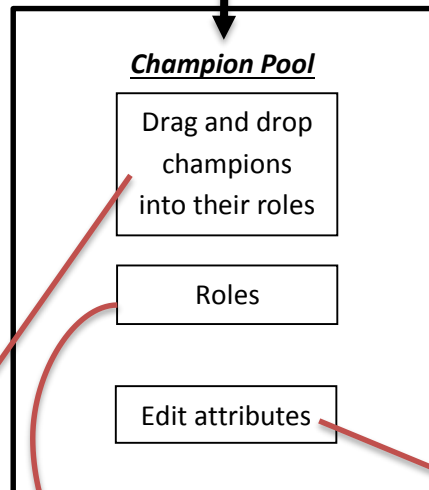 Champion Pool
Drag and drop
champions
into their roles
Roles
Edit attributes